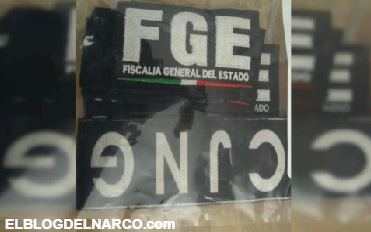 FGE
FISCALIA GENERAL DEL ESTADO
ADO
CJNG
ELBLOGDELNARCO.com